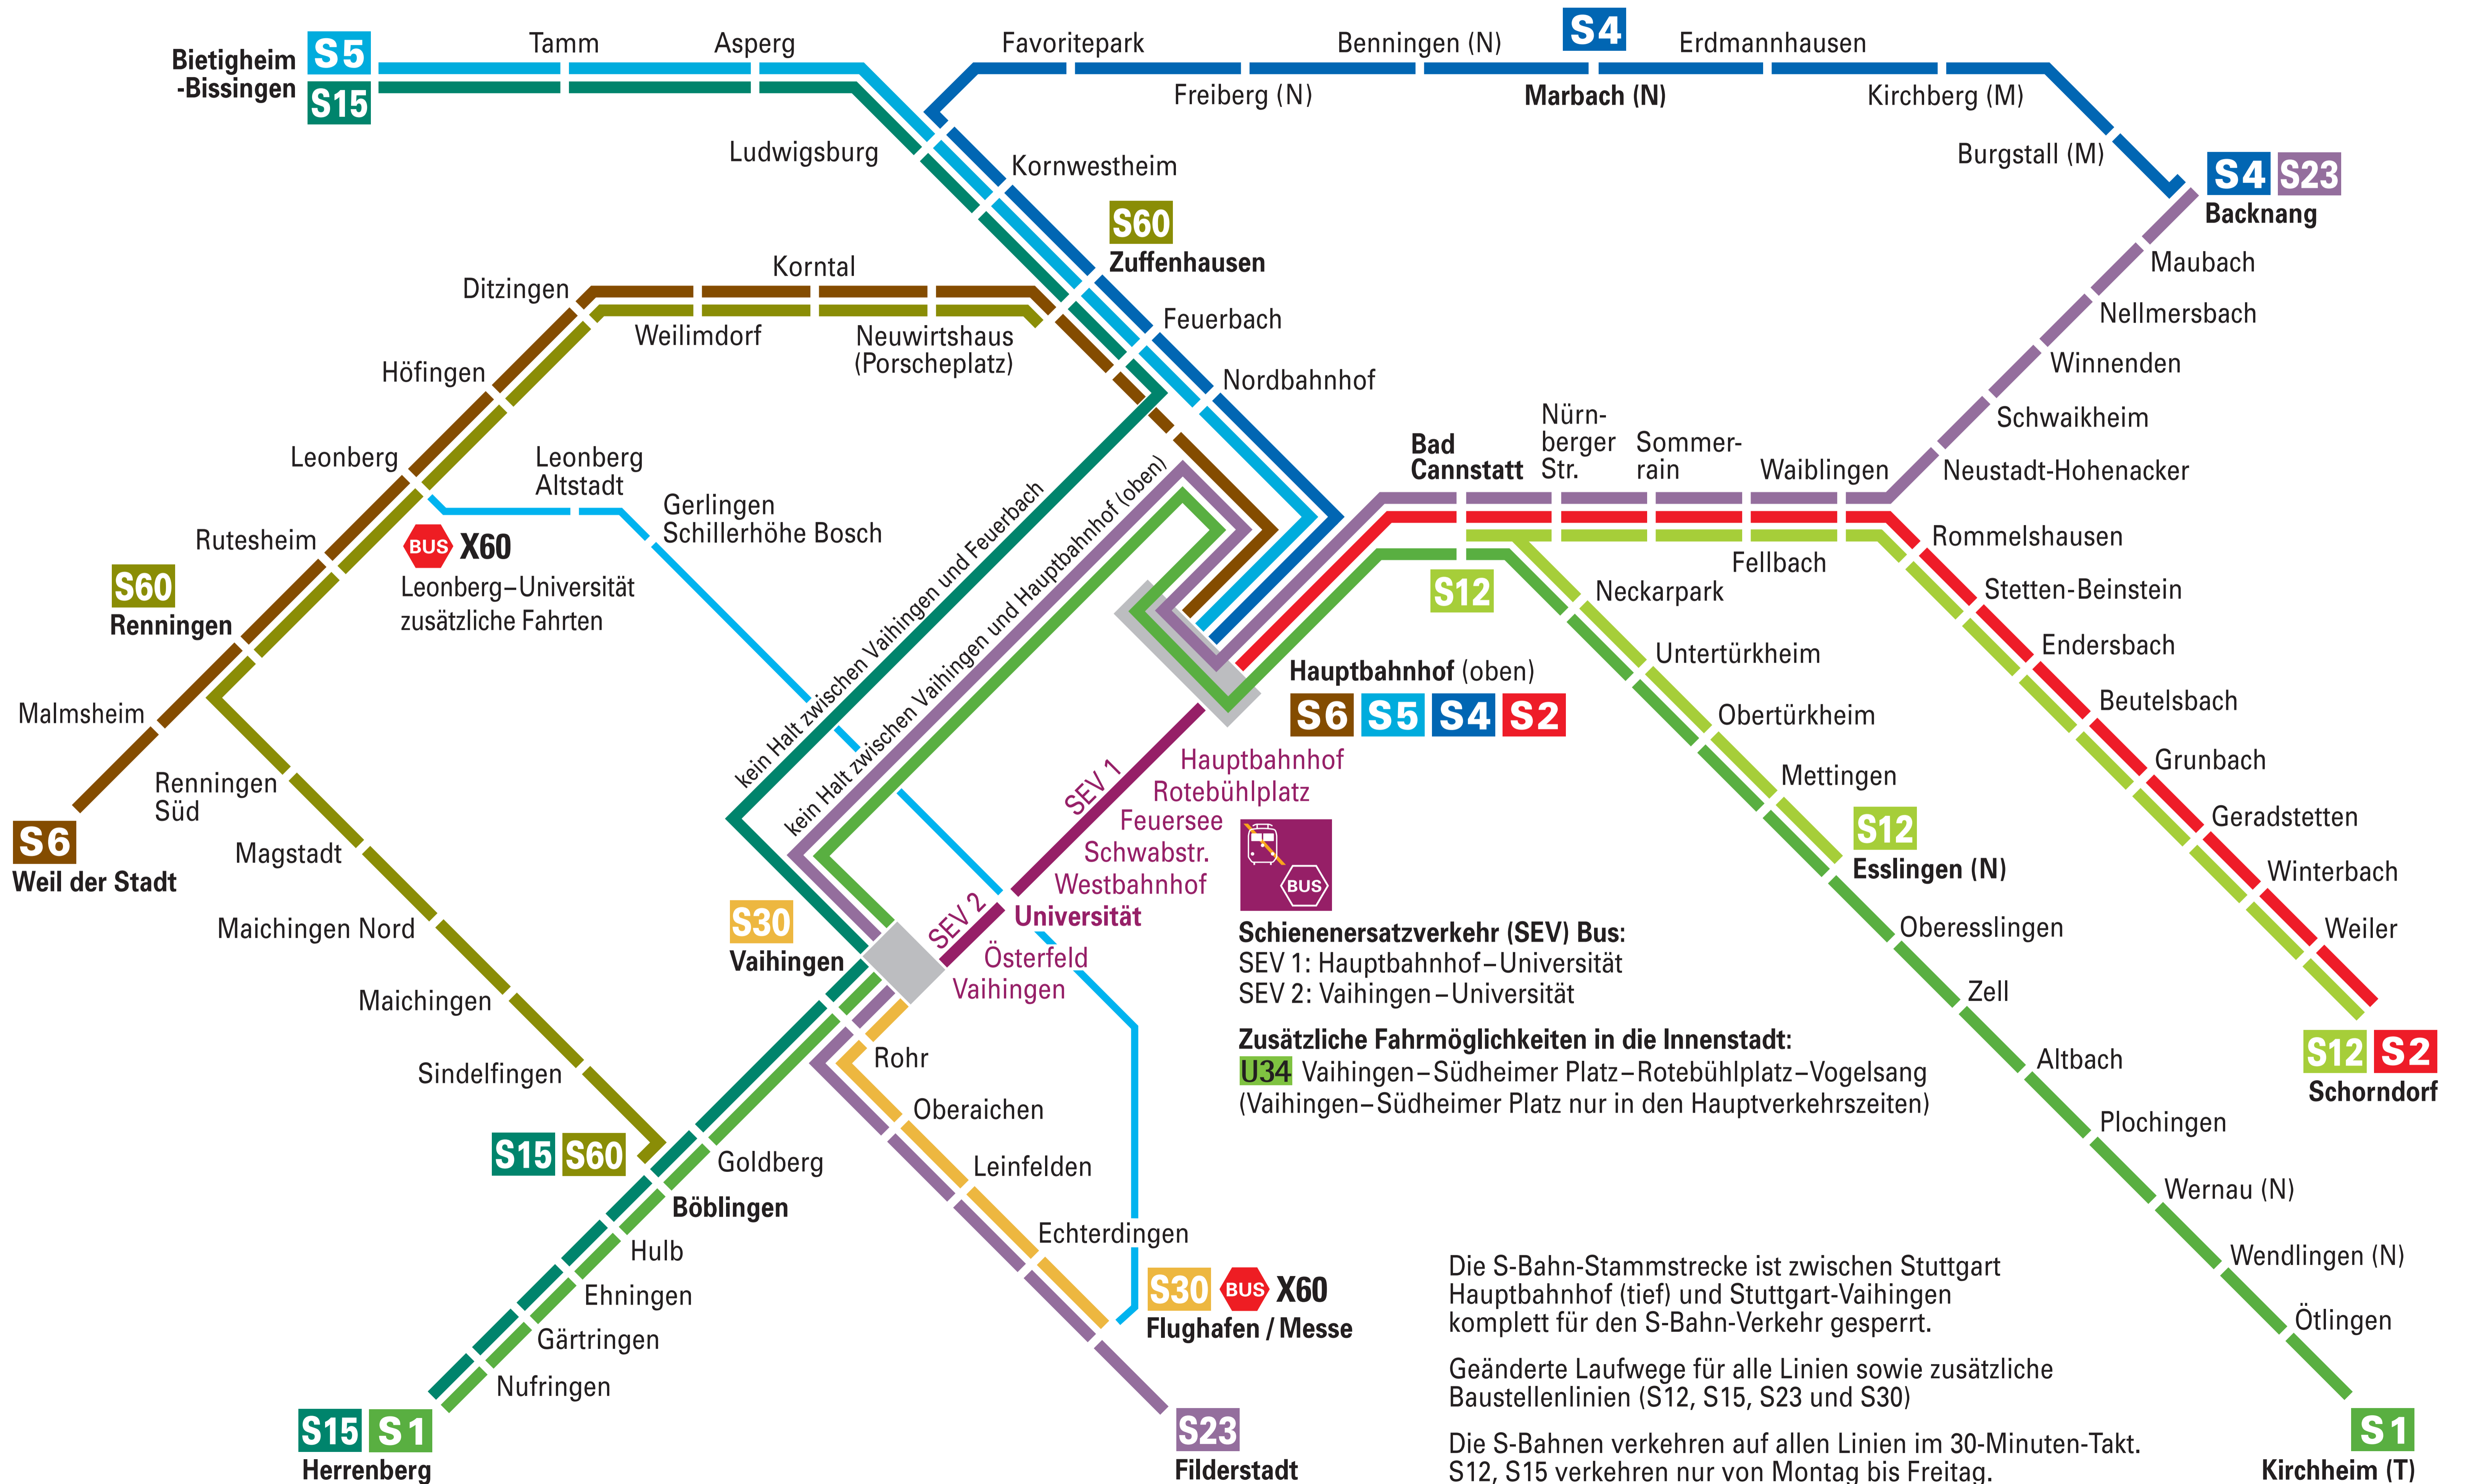 Bietigheim
-Bissingen
S5
S15
Tamm
Asperg
Favoritepark
Freiberg (N)
Benningen (N)
S4
Marbach (N)
Erdmannhausen
Kirchberg (M)
Burgstall (M)
S4 S23
Backnang
Ludwigsburg
Kornwestheim
S60
Zuffenhausen
Feuerbach
Nordbahnhof
Maubach
Nellmersbach
Winnenden
Schwaikheim
Neustadt-Hohenacker
Ditzingen
Korntal
Weilimdorf
Neuwirtshaus
(Porscheplatz)
Höfingen
Leonberg
Leonberg
Altstadt
Gerlingen
Schillerhöhe Bosch
Rutesheim
BUS X60
Leonberg–Universität
zusätzliche Fahrten
S60
Renningen
Malmsheim
S6
Weil der Stadt
Renningen
Süd
Magstadt
Maichingen Nord
Maichingen
Sindelfingen
S15 S60
Böblingen
Goldberg
Hulb
Ehningen
Gärtringen
Nufringen
S15 S1
Herrenberg
kein Halt zwischen Vaihingen und Feuerbach
kein Halt zwischen Vaihingen und Hauptbahnhof (oben)
Bad
Cannstatt
Nürn-
berger
Str.
Sommer-
rain
Waiblingen
Fellbach
S12
Rommelshausen
Stetten-Beinstein
Endersbach
Beutelsbach
Grunbach
Geradstetten
Winterbach
Weiler
S12 S2
Schorndorf
Neckarpark
Untertürkheim
Obertürkheim
Mettingen
S12
Esslingen (N)
Oberesslingen
Zell
Altbach
Plochingen
Wernau (N)
Wendlingen (N)
Ötlingen
S1
Kirchheim (T)
Hauptbahnhof (oben)
S6 S5 S4 S2
SEV 1
Hauptbahnhof
Rotebühlplatz
Feuersee
Schwabstr.
Westbahnhof
Universität
SEV 2
Österfeld
Vaihingen
S30
Vaihingen
Rohr
Oberaichen
Leinfelden
Echterdingen
S30 BUS X60
Flughafen / Messe
S23
Filderstadt
BUS
Schienenersatzverkehr (SEV) Bus:
SEV 1: Hauptbahnhof–Universität
SEV 2: Vaihingen–Universität
Zusätzliche Fahrmöglichkeiten in die Innenstadt:
U34 Vaihingen–Südheimer Platz–Rotebühlplatz–Vogelsang
(Vaihingen–Südheimer Platz nur in den Hauptverkehrszeiten)
Die S-Bahn-Stammstrecke ist zwischen Stuttgart
Hauptbahnhof (tief) und Stuttgart-Vaihingen
komplett für den S-Bahn-Verkehr gesperrt.
Geänderte Laufwege für alle Linien sowie zusätzliche
Baustellenlinien (S12, S15, S23 und S30)
Die S-Bahnen verkehren auf allen Linien im 30-Minuten-Takt.
S12, S15 verkehren nur von Montag bis Freitag.